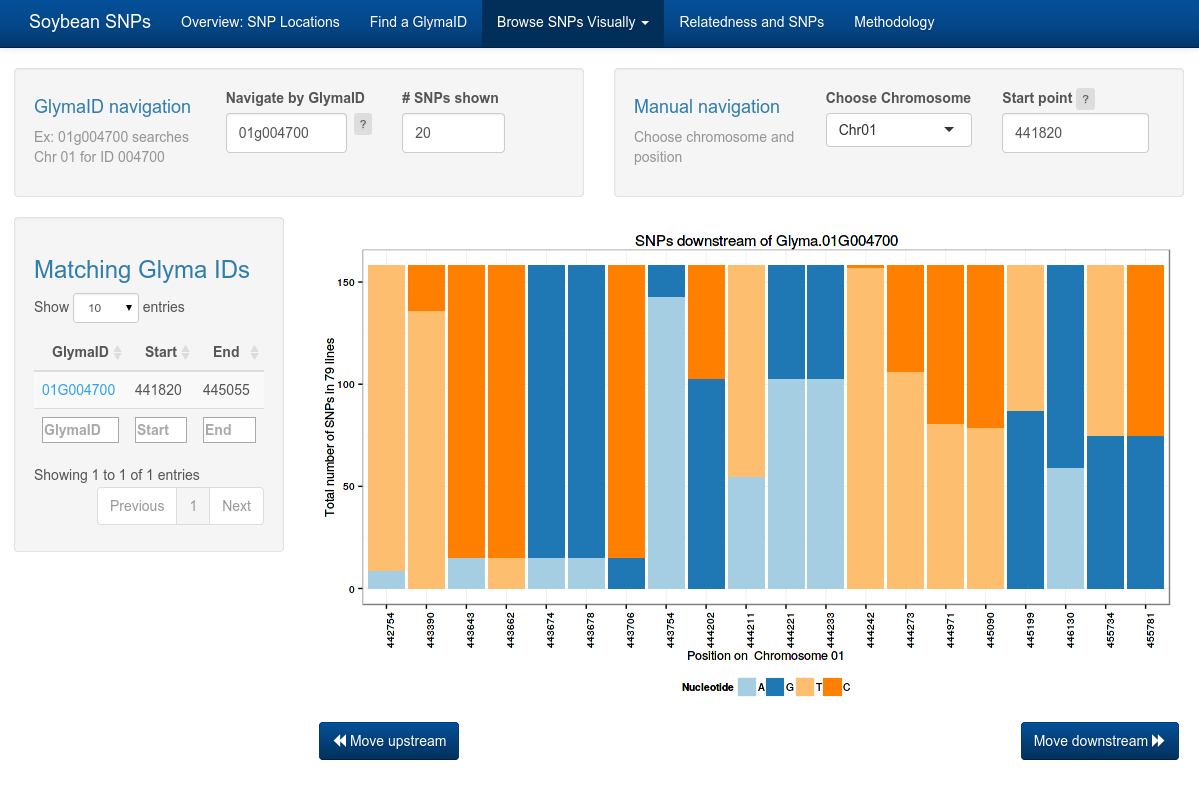 Soybean SNPs Overview: SNP Locations Find a GlymaID Browse SNPs Visually Relatedness and SNPs Methodology
GlymaID navigation
Ex: 01g004700 searches
Chr 01 for ID 004700
Navigate by GlymaID
01g004700 ?
# SNPs shown
20
Manual navigation
Choose chromosome and
position
Choose Chromosome
Chr01
Start point ?
441820
Matching Glyma IDs
Show 10 entries
GlymaID Start End
01G004700 441820 445055
GlymaID Start End
Showing 1 to 1 of 1 entries
Previous 1 Next
SNPs downstream of Glyma.01G004700
Total number of SNPs in 79 lines
150
100
50
0
442754 443390 443643 443662 443674 443678 443706 443754 444202 444211 444221 444233 444242 444273 444971 445090 445199 446130 455734 455781
Position on Chromosome 01
Nucleotide A G T C
Move upstream
Move downstream